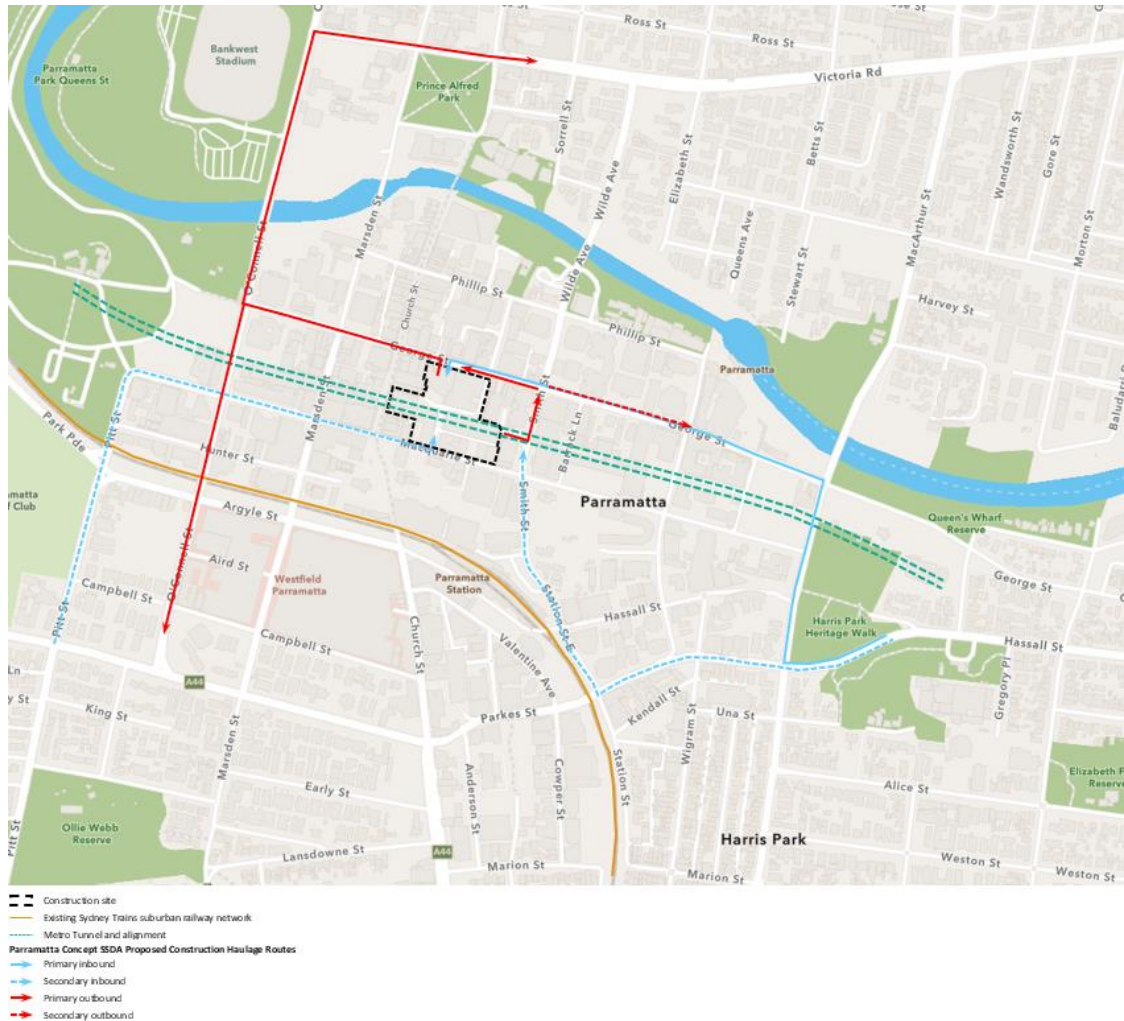 Ross St
Ross St
Bankwest
Stadium
Parramatta
Park Queens St
Victoria Rd
Prince Alfred
Park
Sorrell St
Wilde Ave
Elizabeth St
Betts St
Wandsworth St
Gore St
Marsden St
MacArthur St
Queens Ave
Morton St
O'Connell St
Wilde Ave
Stewart St
Phillip St
Church St
Harvey St
Phillip St
George St
Parramatta
Smith St
Pitt St
Marsden St
George St
Barrack Ln
Park Pde
Hunter St
Macquarie St
Smith St
Parramatta
Argyle St
Queen's Wharf
Reserve
O'Connell St
Aird St
Westfield
Parramatta
Parramatta
Station
George St
Campbell St
Station St E
Hassall St
Harris Park
Heritage Walk
Hassall St
Pitt St
Campbell St
Church St
Valentine Ave
Gregory Pl
Ln
A44
Kendall St
King St
Parkes St
Wigram St
Una St
Marsden St
Station St
Early St
Anderson St
Cowper St
Alice St
Reserve
Ollie Webb
Reserve
Harris Park
Pitt St
Lansdowne St
A44
Marion St
Marion St
Weston St
Weston St
Construction site
Existing Sydney Trains suburban railway network
Metro Tunnel and alignment
Parramatta Concept SSDA Proposed Construction Haulage Routes
Primary inbound
Secondary inbound
Primary outbound
Secondary outbound